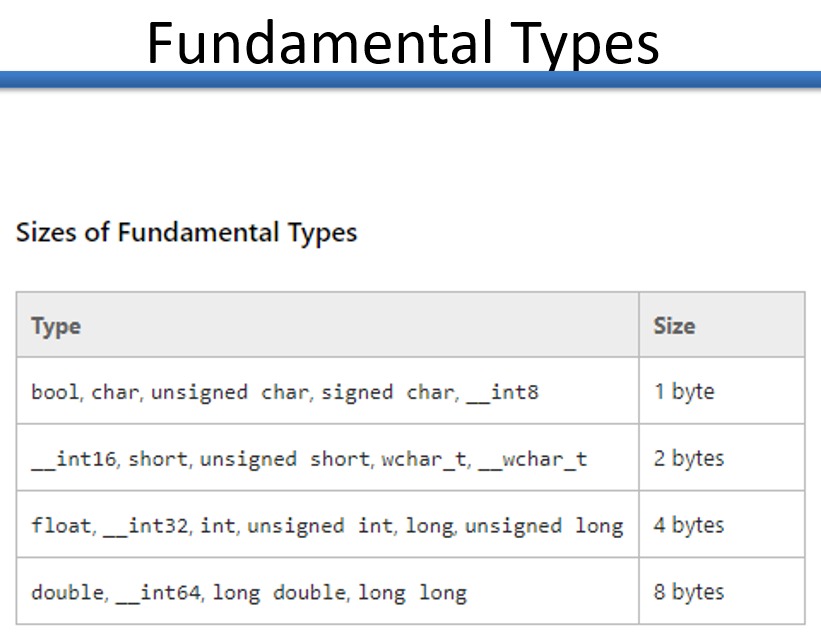 Fundamental Types
Sizes of Fundamental Types
Type Size
bool, char, unsigned char, signed char, __int8 1 byte
__int16, short, unsigned short, wchar_t, __wchar_t 2 bytes
float, __int32, int, unsigned int, long, unsigned long 4 bytes
double, __int64, long double, long long 8 bytes